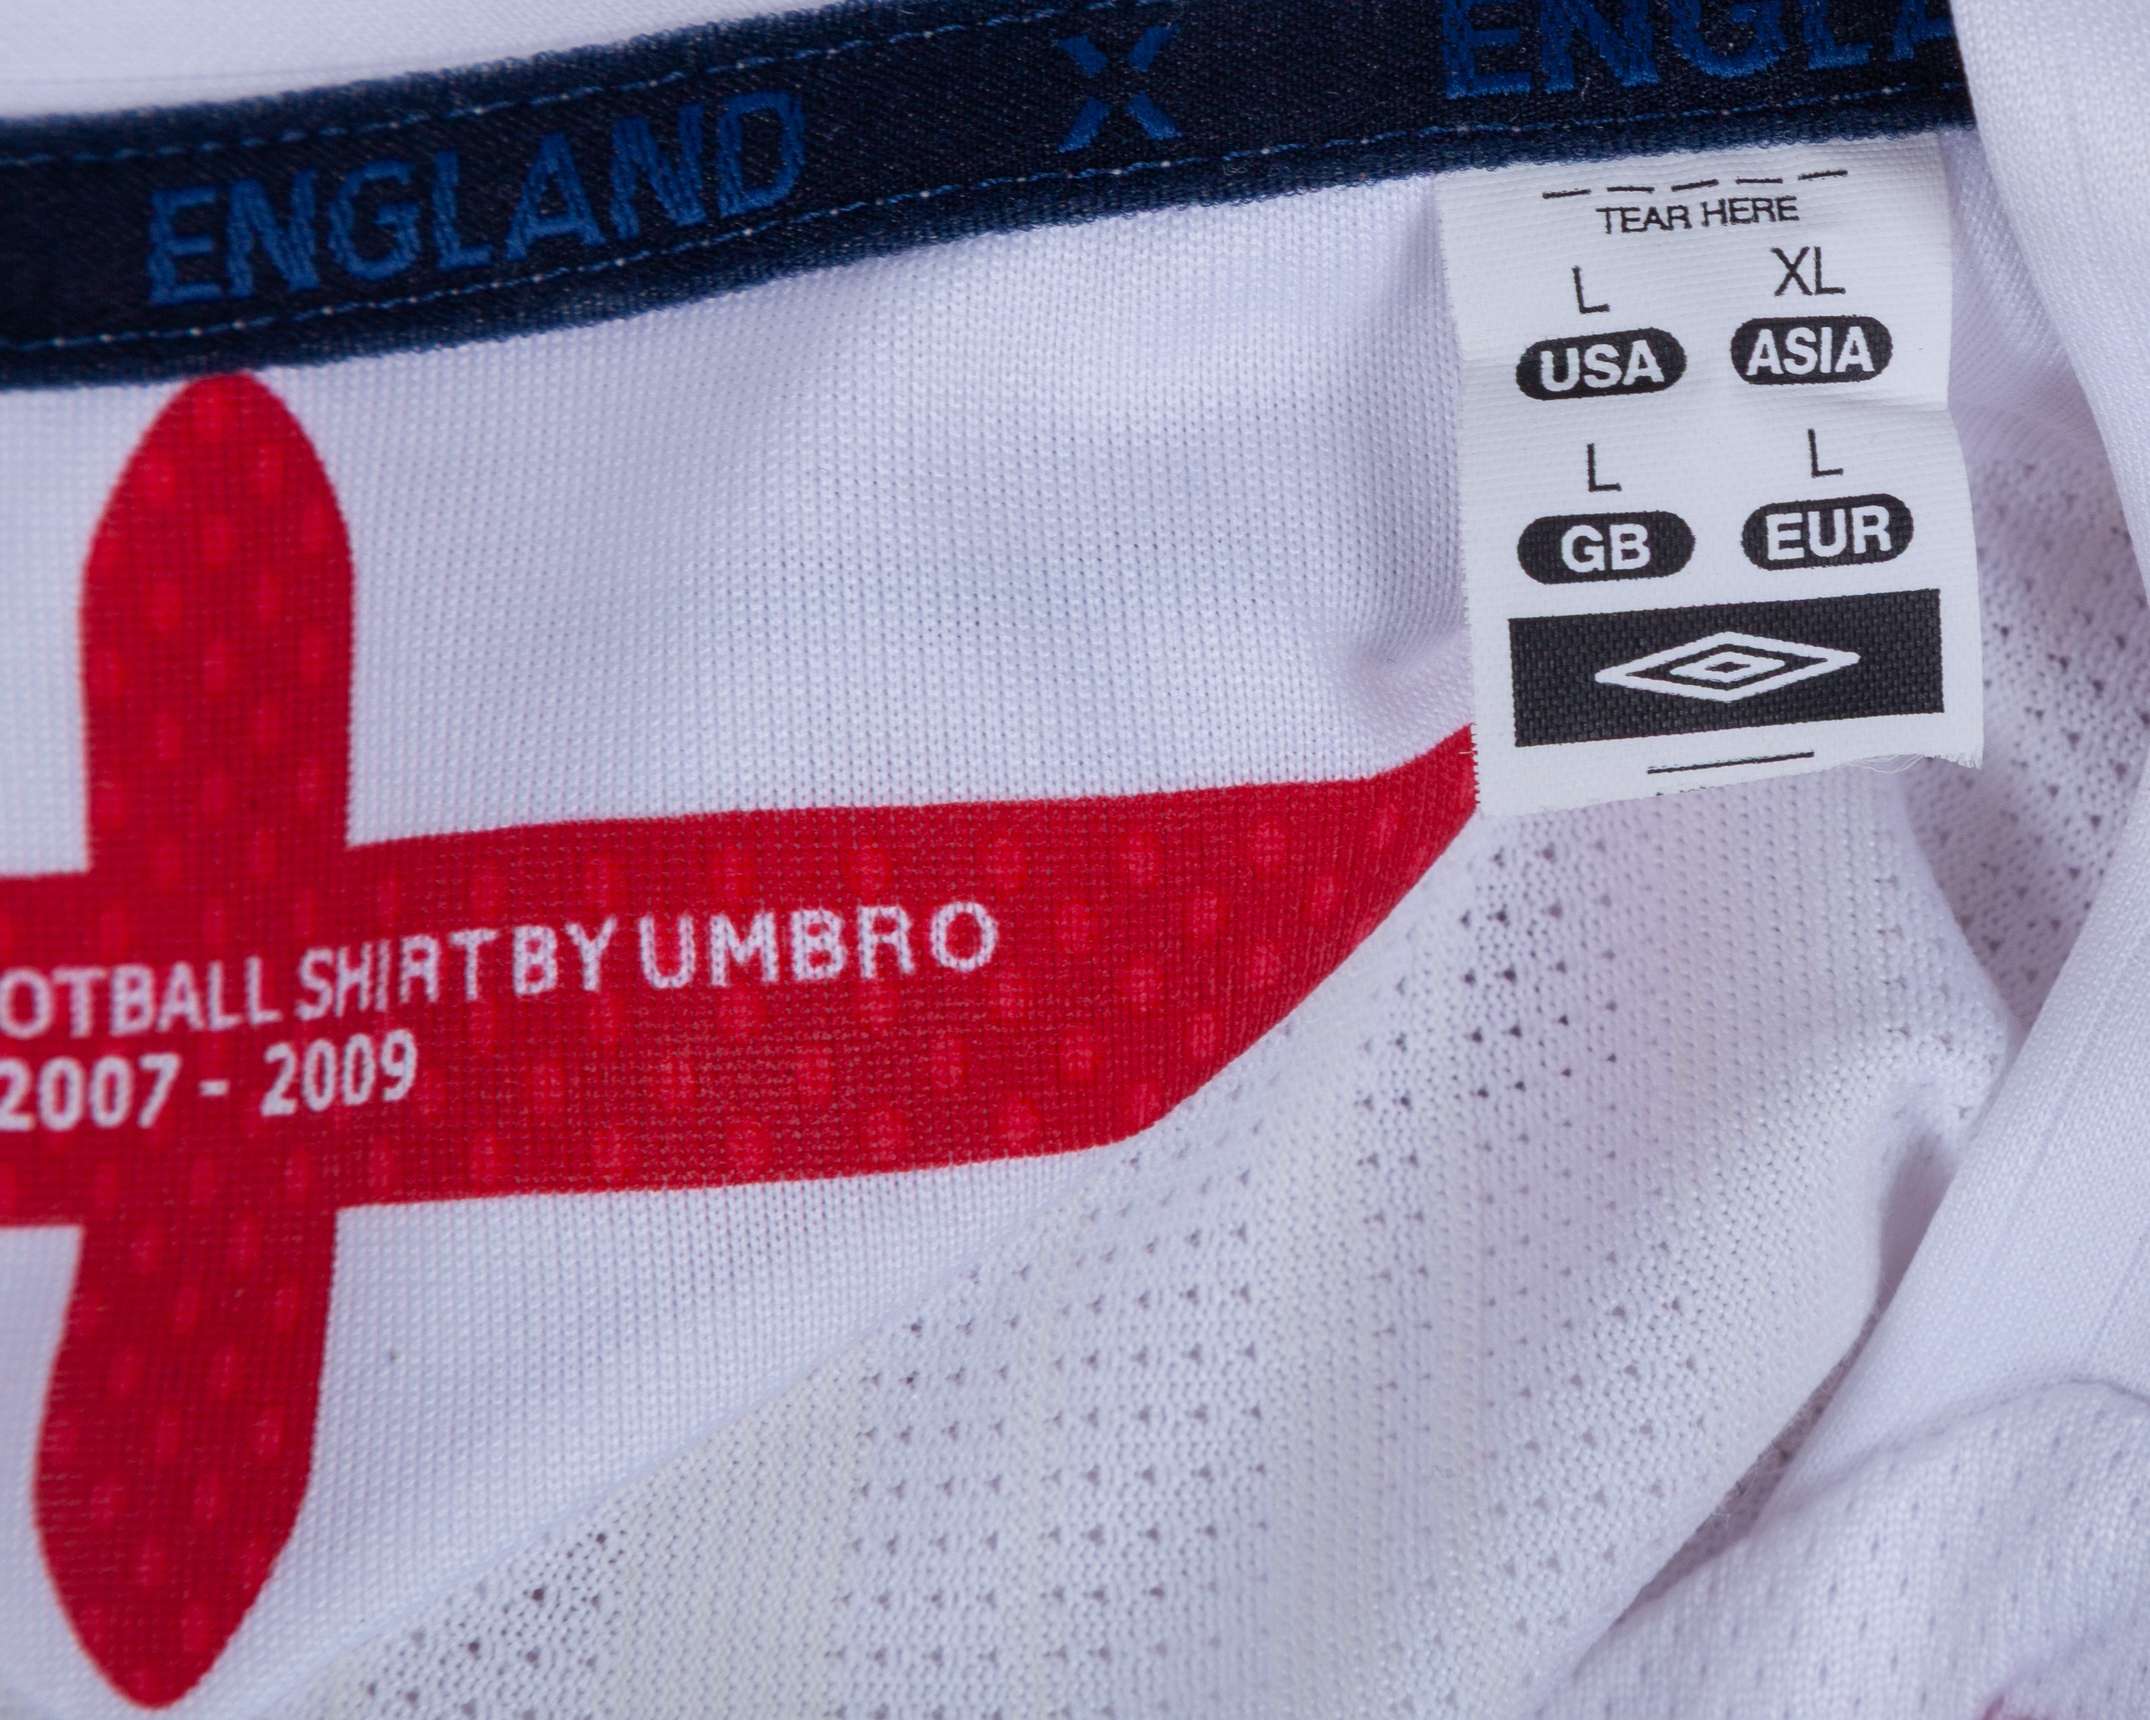 ENGLAND X ENGLA
TEAR HERE
L XL
USA ASIA
L L
GB EUR
OTBALL SHIRT BY UMBRO
2007 - 2009